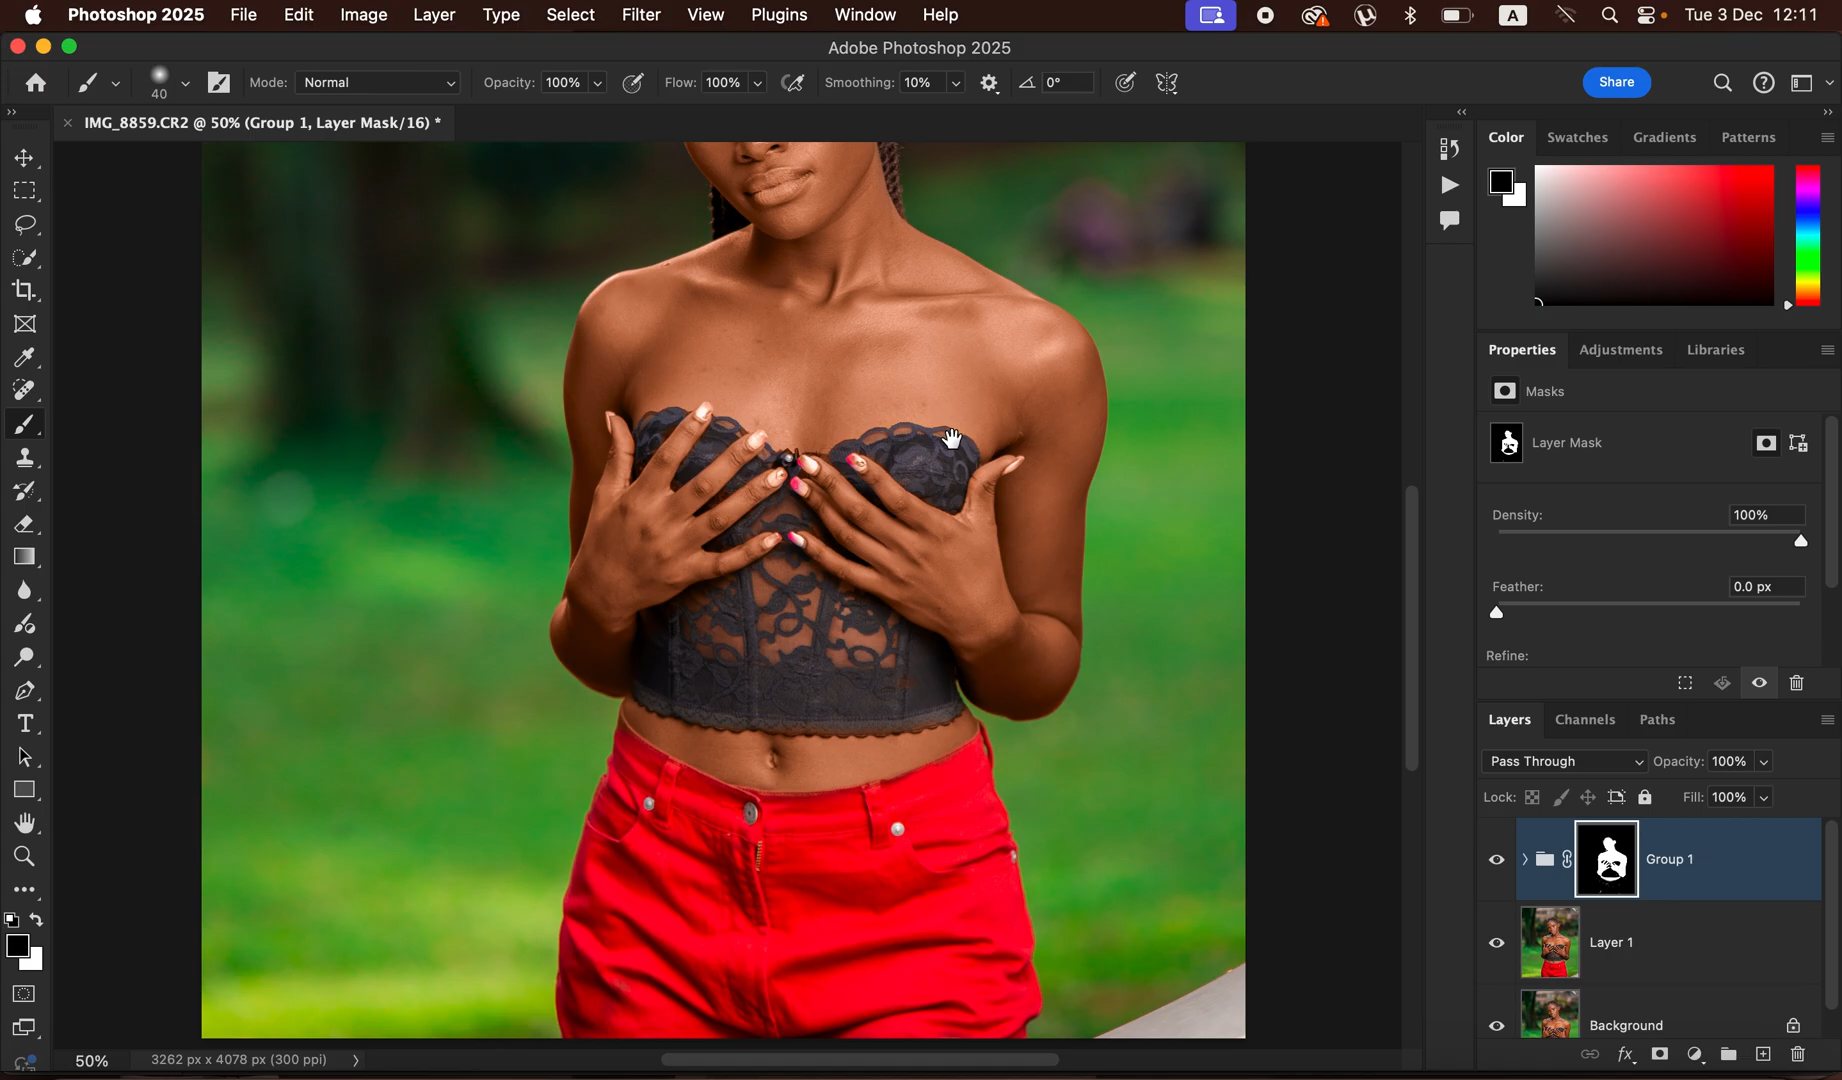 Photoshop 2025 File Edit Image Layer Type Select Filter View Plugins Window Help A Tue 3 Dec 12:11
Adobe Photoshop 2025
40 Mode: Normal Opacity: 100% Flow: 100% Smoothing: 10% 0° Share
IMG_8859.CR2 @ 50% (Group 1, Layer Mask/16) *
Color Swatches Gradients Patterns
Properties Adjustments Libraries
Masks
Layer Mask
Density: 100%
Feather: 0.0 px
Refine:
Layers Channels Paths
Pass Through Opacity: 100%
Lock: Fill: 100%
Group 1
Layer 1
Background
50% 3262 px x 4078 px (300 ppi)